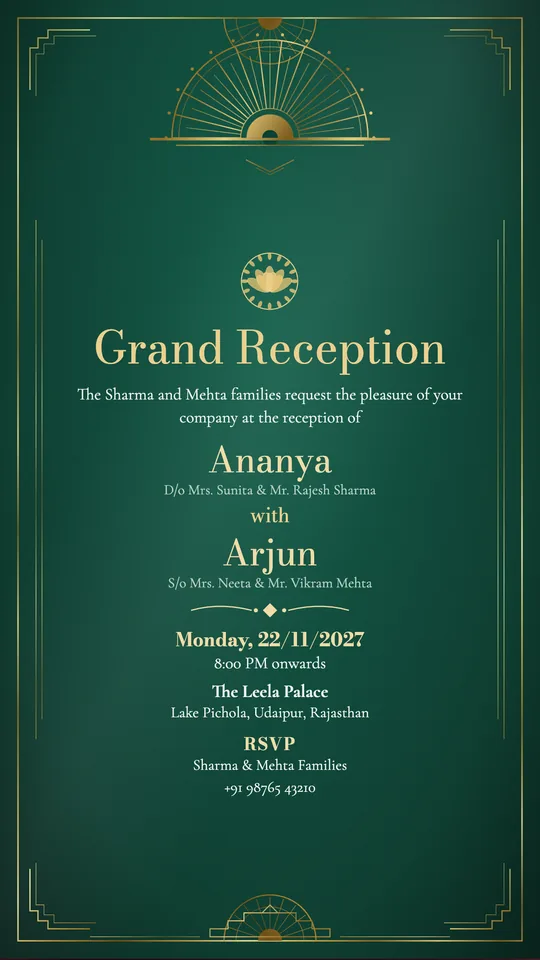 Grand Reception
The Sharma and Mehta families request the pleasure of your
company at the reception of
Ananya
D/o Mrs. Sunita & Mr. Rajesh Sharma
with
Arjun
S/o Mrs. Neeta & Mr. Vikram Mehta
Monday, 22/11/2027
8:00 PM onwards
The Leela Palace
Lake Pichola, Udaipur, Rajasthan
RSVP
Sharma & Mehta Families
+91 98765 43210